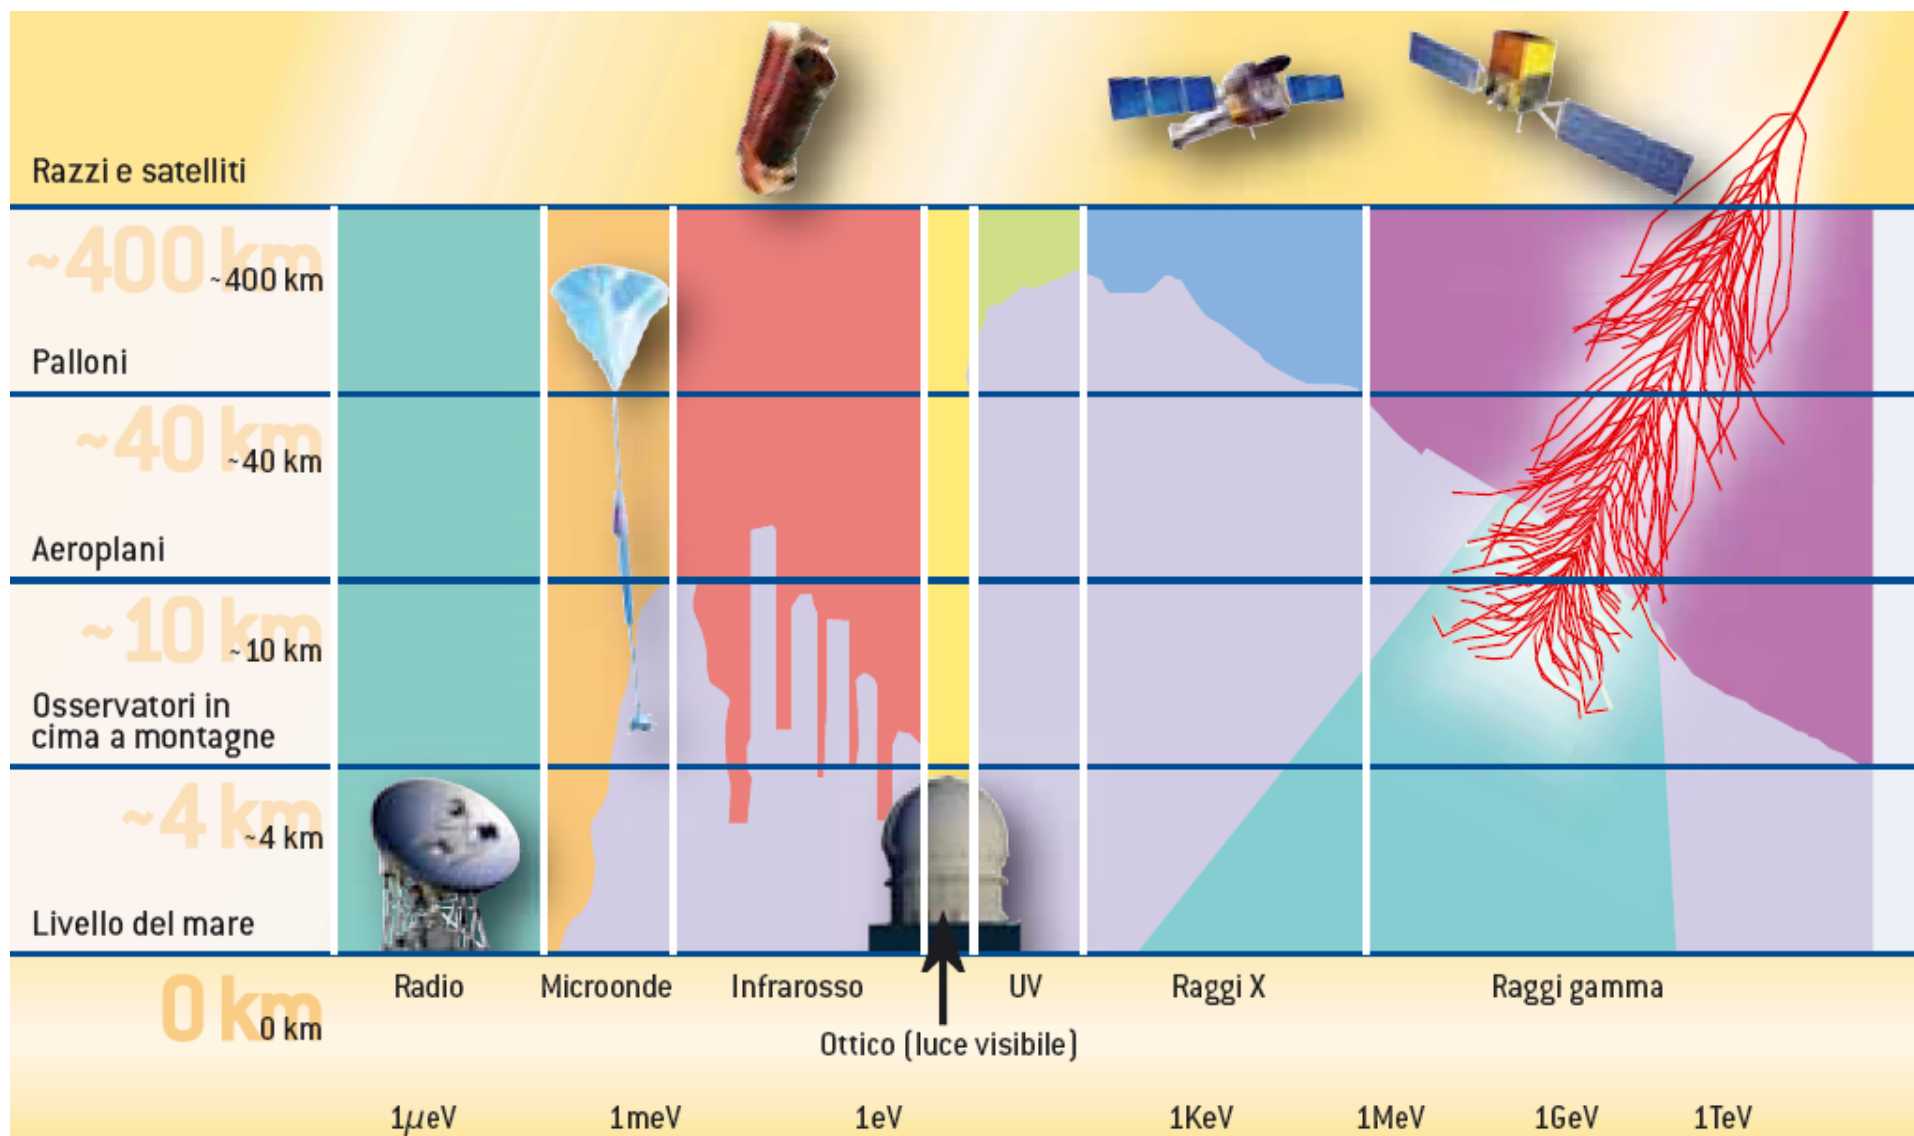 Razzi e satelliti
~400 km
~400 km
Palloni
~40 km
~40 km
Aeroplani
~10 km
~10 km
Osservatori in
cima a montagne
~4 km
~4 km
Livello del mare
0 km
0 km
Radio
Microonde
Infrarosso
UV
Raggi X
Raggi gamma
Ottico (luce visibile)
1μeV
1meV
1eV
1KeV
1MeV
1GeV
1TeV